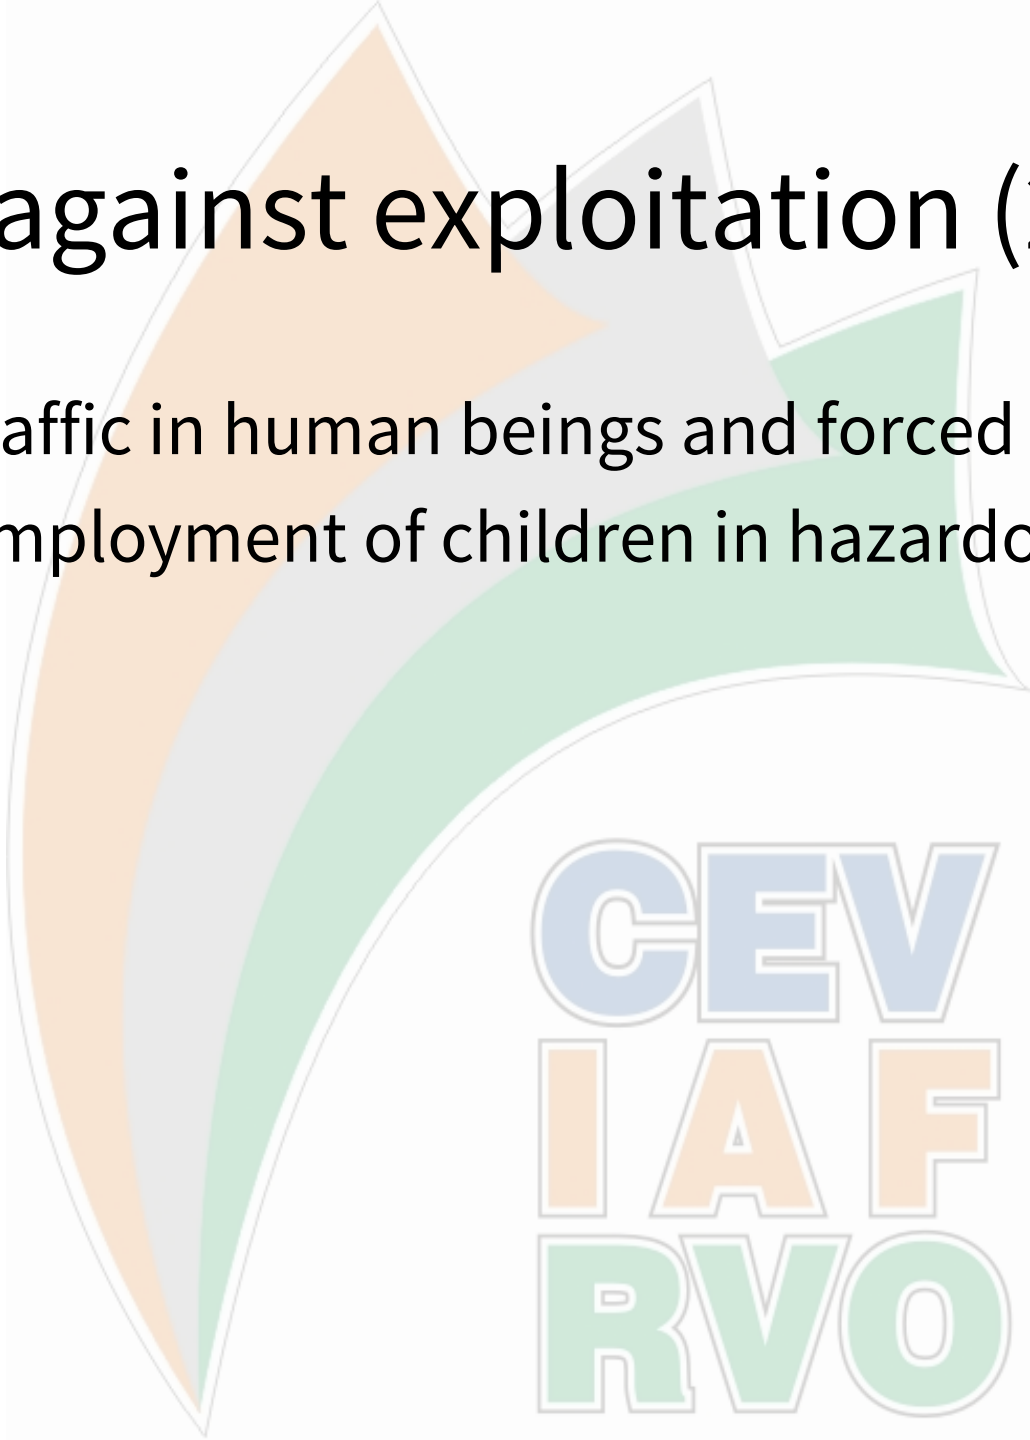 against exploitation (
affic in human beings and forced
mployment of children in hazardo
CEV
IAF
RVO